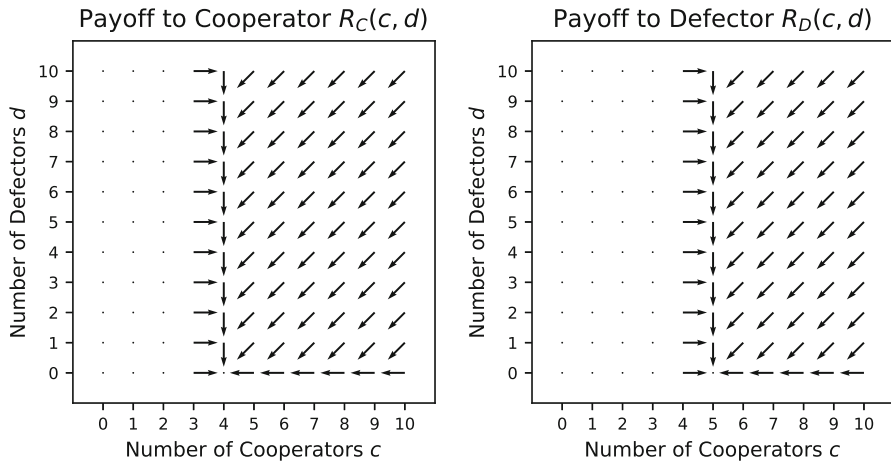 Payoff to Cooperator R_C(c, d)
Number of Defectors d
10
9
8
7
6
5
4
3
2
1
0
0 1 2 3 4 5 6 7 8 9 10
Number of Cooperators c
Payoff to Defector R_D(c, d)
Number of Defectors d
10
9
8
7
6
5
4
3
2
1
0
0 1 2 3 4 5 6 7 8 9 10
Number of Cooperators c